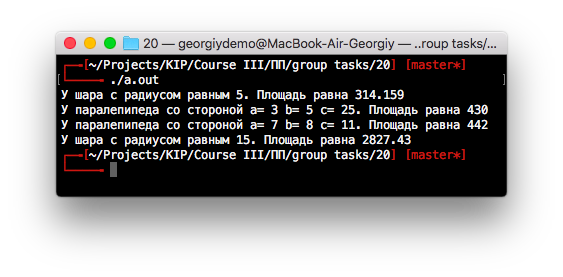 20 — georgiydemo@MacBook-Air-Georgiy — ..roup tasks/...
[~/Projects/KIP/Course III/ПП/group tasks/20] [master*]
./a.out
У шара с радиусом равным 5. Площадь равна 314.159
У паралепипеда со стороной a= 3 b= 5 c= 25. Площадь равна 430
У паралепипеда со стороной a= 7 b= 8 c= 11. Площадь равна 442
У шара с радиусом равным 15. Площадь равна 2827.43
[~/Projects/KIP/Course III/ПП/group tasks/20] [master*]